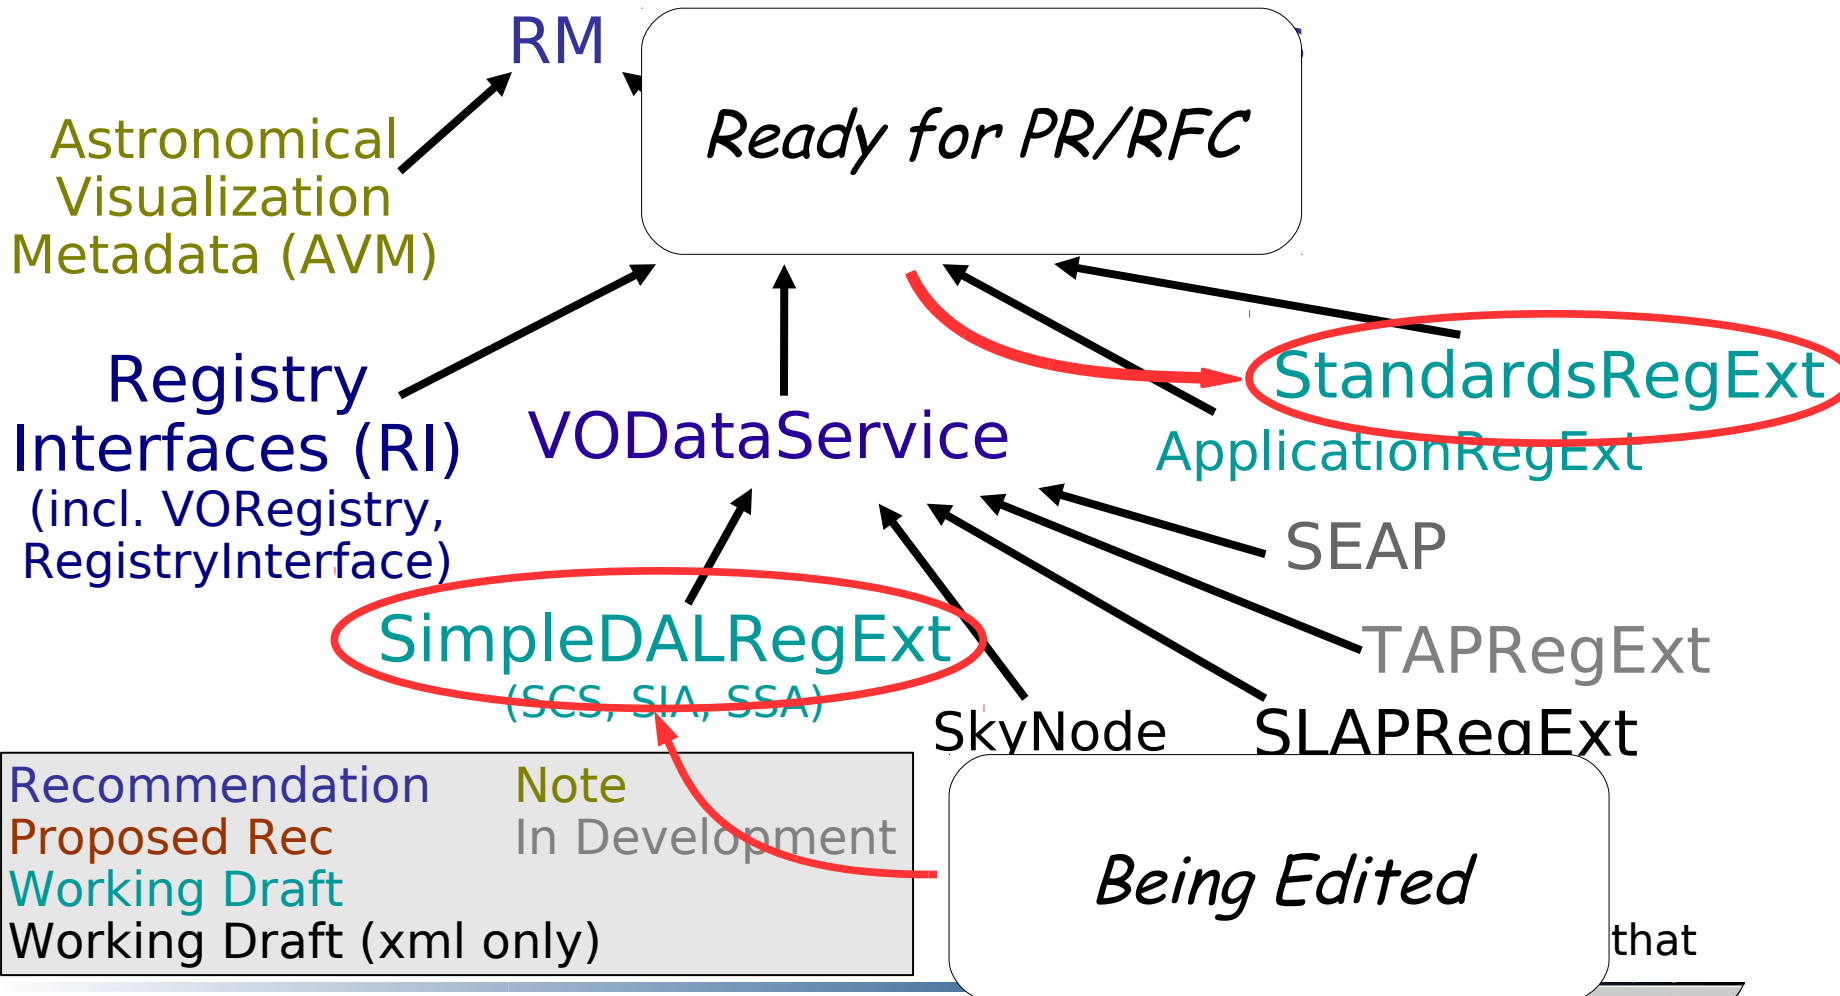 RM
Ready for PR/RFC
Astronomical
Visualization
Metadata (AVM)
Registry
Interfaces (RI)
(incl. VORegistry,
RegistryInterface)
VODataService
StandardsRegExt
ApplicationRegExt
SEAP
TAPRegExt
SimpleDALRegExt
(SCS, SIA, SSA)
SkyNode
SLAPRegExt
Recommendation
Note
Proposed Rec
In Development
Working Draft
Working Draft (xml only)
Being Edited
that